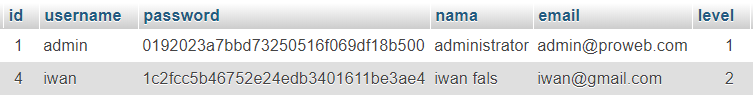 id username password nama email level
1 admin 0192023a7bbd73250516f069df18b500 administrator admin@proweb.com 1
4 iwan 1c2fcc5b46752e24edb3401611be3ae4 iwan fals iwan@gmail.com 2